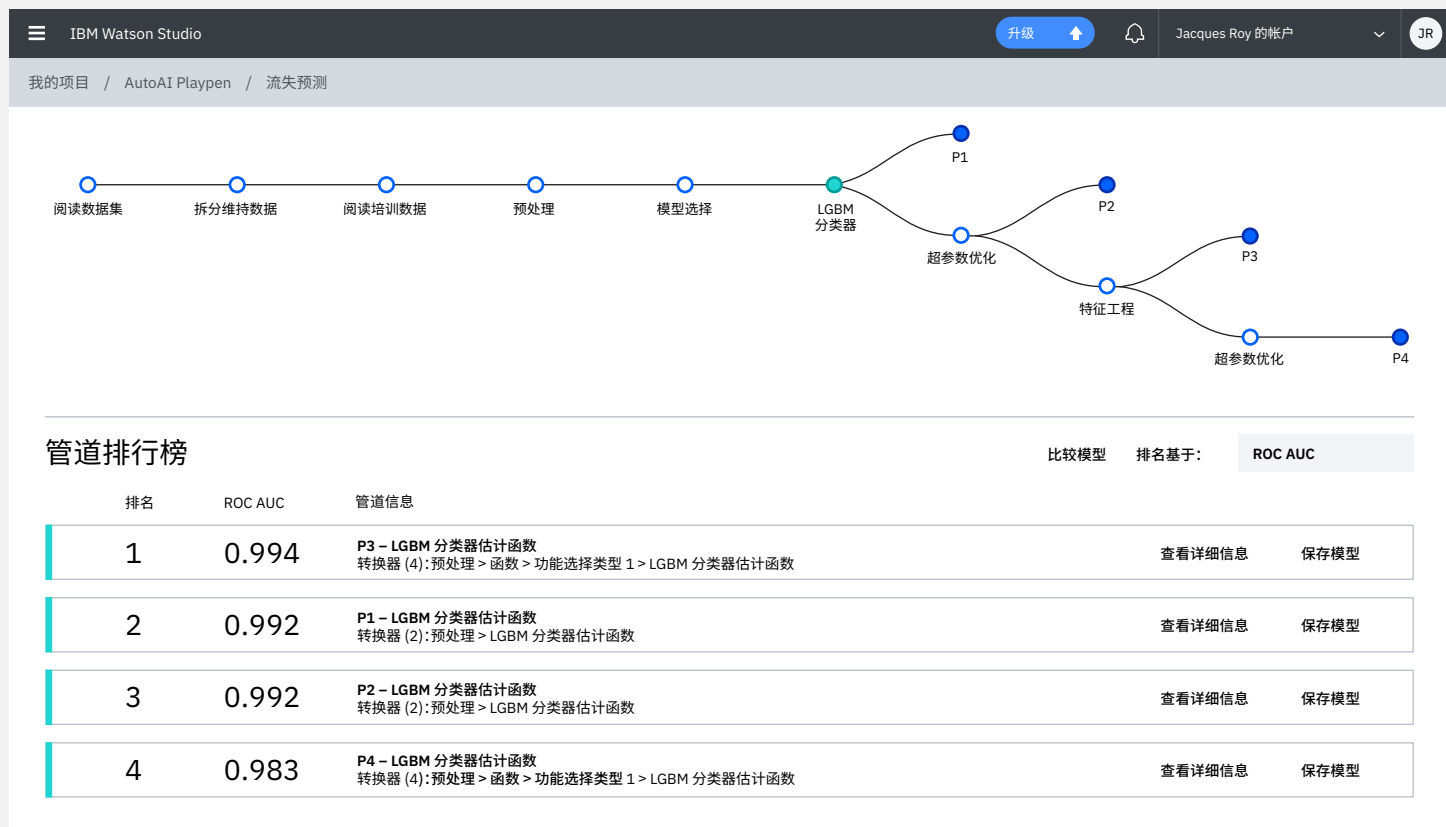 IBM Watson Studio
升级
Jacques Roy 的帐户
JR
我的项目 / AutoAI Playpen / 流失预测
P1
阅读数据集
拆分维持数据
阅读培训数据
预处理
模型选择
LGBM
分类器
P2
超参数优化
P3
特征工程
超参数优化
P4
管道排行榜
比较模型
排名基于：
ROC AUC
排名
ROC AUC
管道信息
1
0.994
P3 – LGBM 分类器估计函数
转换器 (4)：预处理 > 函数 > 功能选择类型 1 > LGBM 分类器估计函数
查看详细信息
保存模型
2
0.992
P1 – LGBM 分类器估计函数
转换器 (2)：预处理 > LGBM 分类器估计函数
查看详细信息
保存模型
3
0.992
P2 – LGBM 分类器估计函数
转换器 (2)：预处理 > LGBM 分类器估计函数
查看详细信息
保存模型
4
0.983
P4 – LGBM 分类器估计函数
转换器 (4)：预处理 > 函数 > 功能选择类型 1 > LGBM 分类器估计函数
查看详细信息
保存模型